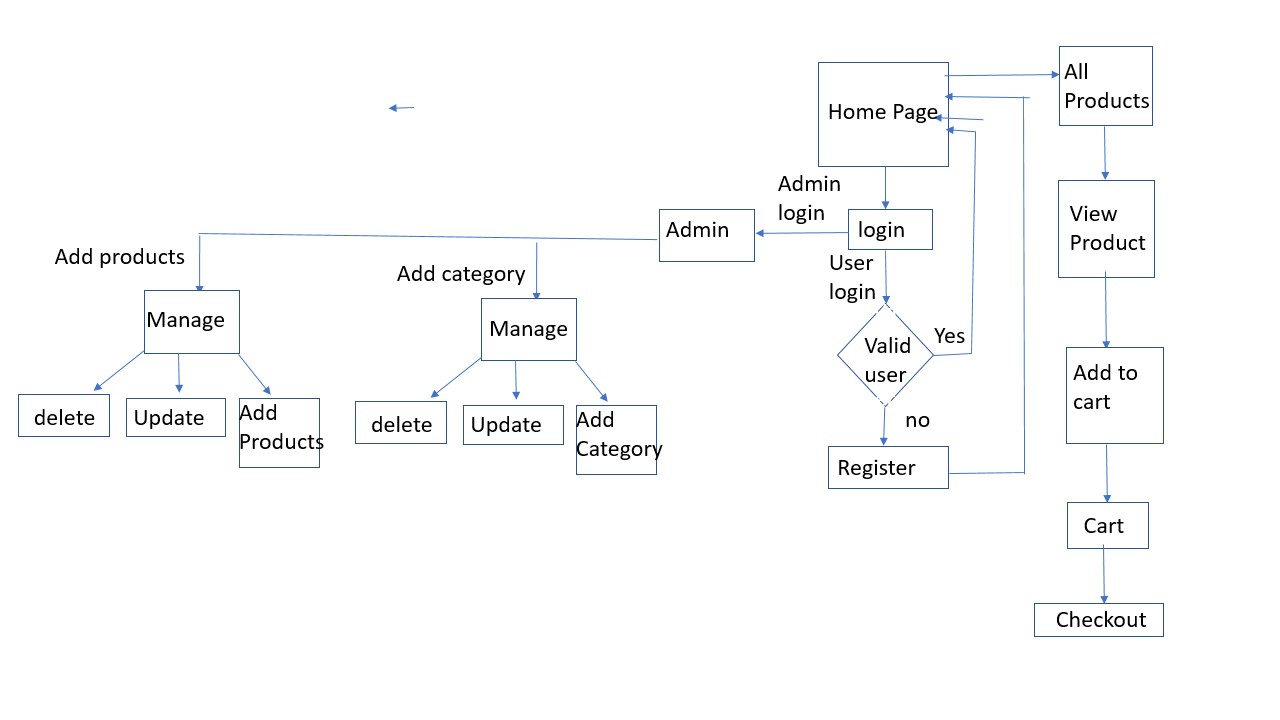 All
Products
Home Page
Admin
login
View
Product
Admin
login
Add products
User
login
Add category
Manage
Manage
Yes
Valid
user
Add to
cart
delete
Update
Add
Products
delete
Update
Add
Category
no
Register
Cart
Checkout